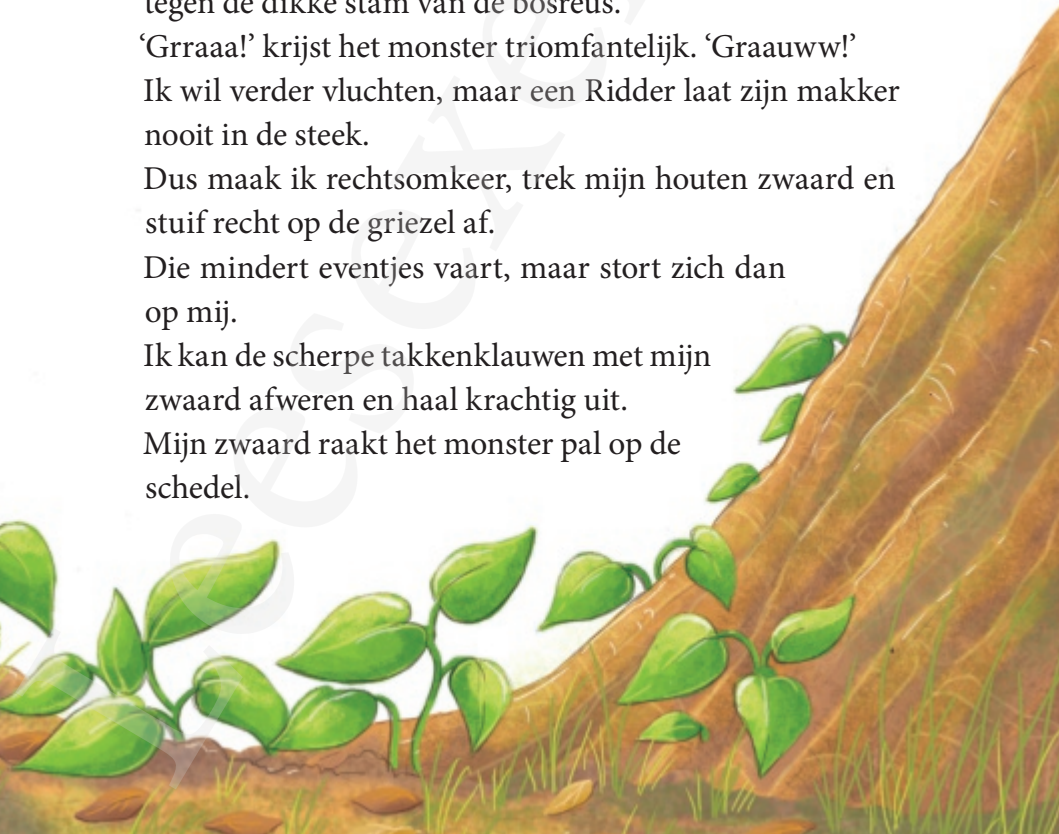 tegen de dikke stam van de bosreus.
‘Grraaa!’ krijst het monster triomfantelijk. ‘Graauww!’
Ik wil verder vluchten, maar een Ridder laat zijn makker
nooit in de steek.
Dus maak ik rechtsomkeer, trek mijn houten zwaard en
stuif recht op de griezel af.
Die mindert eventjes vaart, maar stort zich dan
op mij.
Ik kan de scherpe takkenklauwen met mijn
zwaard afweren en haal krachtig uit.
Mijn zwaard raakt het monster pal op de
schedel.